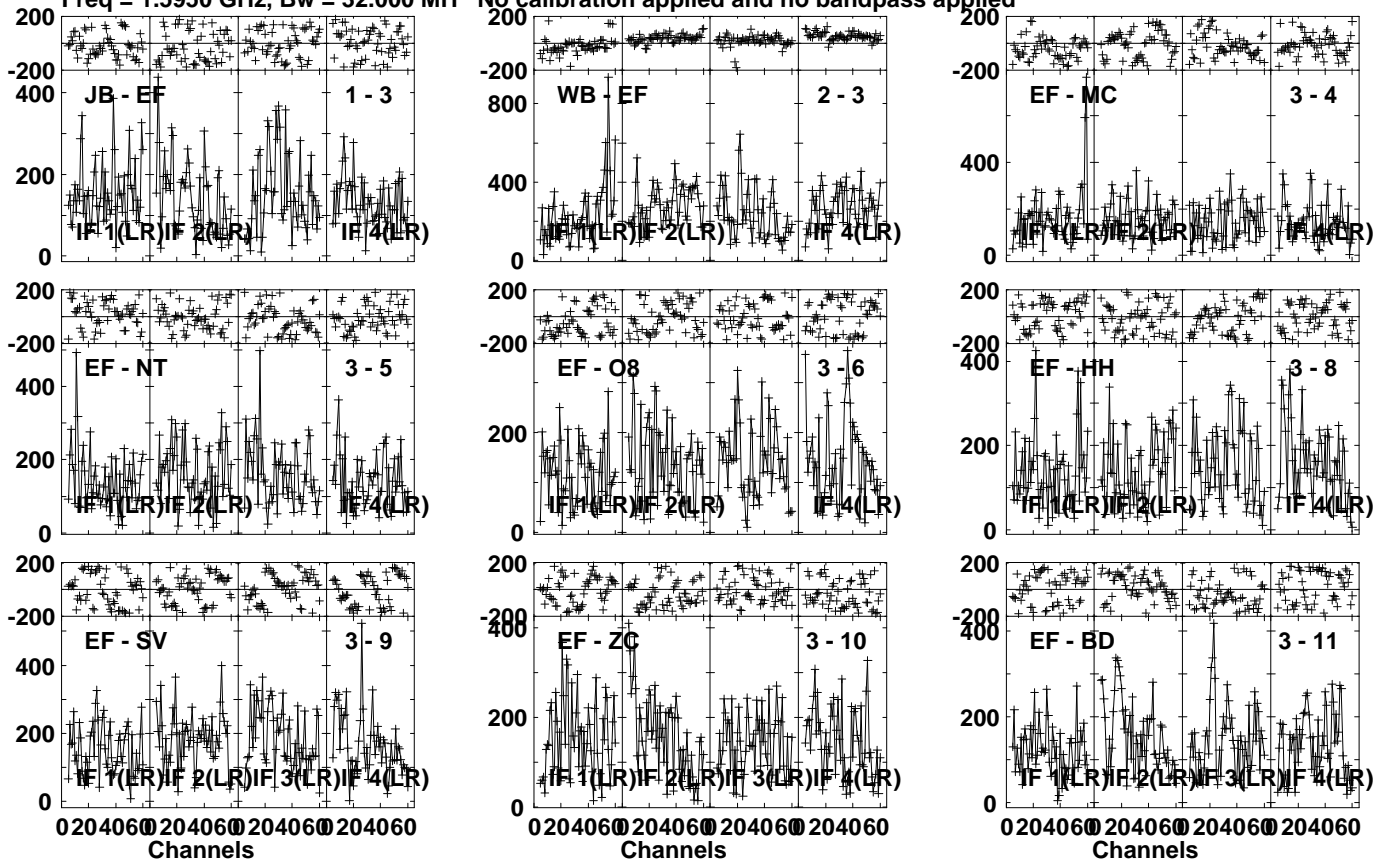 Freq = 1.5950 GHz, Bw = 32.000 MH No calibration applied and no bandpass applied
200
-200
JB - EF 1 - 3
400
200
0
IF 1(LR) IF 2(LR) IF 4(LR)
200
-200
WB - EF 2 - 3
800
400
0
IF 1(LR) IF 2(LR) IF 4(LR)
200
-200
EF - MC 3 - 4
400
0
IF 1(LR) IF 2(LR) IF 4(LR)
200
-200
EF - NT 3 - 5
400
200
0
IF 1(LR) IF 2(LR) IF 4(LR)
200
-200
EF - O8 3 - 6
200
0
IF 1(LR) IF 2(LR) IF 4(LR)
200
-200
EF - HH 3 - 8
400
200
0
IF 1(LR) IF 2(LR) IF 4(LR)
200
-200
EF - SV 3 - 9
400
200
0
IF 1(LR) IF 2(LR) IF 3(LR) IF 4(LR)
0 20 40 60 0 20 40 60 0 20 40 60 0 20 40 60
Channels
200
-200
EF - ZC 3 - 10
400
200
0
IF 1(LR) IF 2(LR) IF 3(LR) IF 4(LR)
0 20 40 60 0 20 40 60 0 20 40 60 0 20 40 60
Channels
200
-200
EF - BD 3 - 11
400
200
0
IF 1(LR) IF 2(LR) IF 3(LR) IF 4(LR)
0 20 40 60 0 20 40 60 0 20 40 60 0 20 40 60
Channels